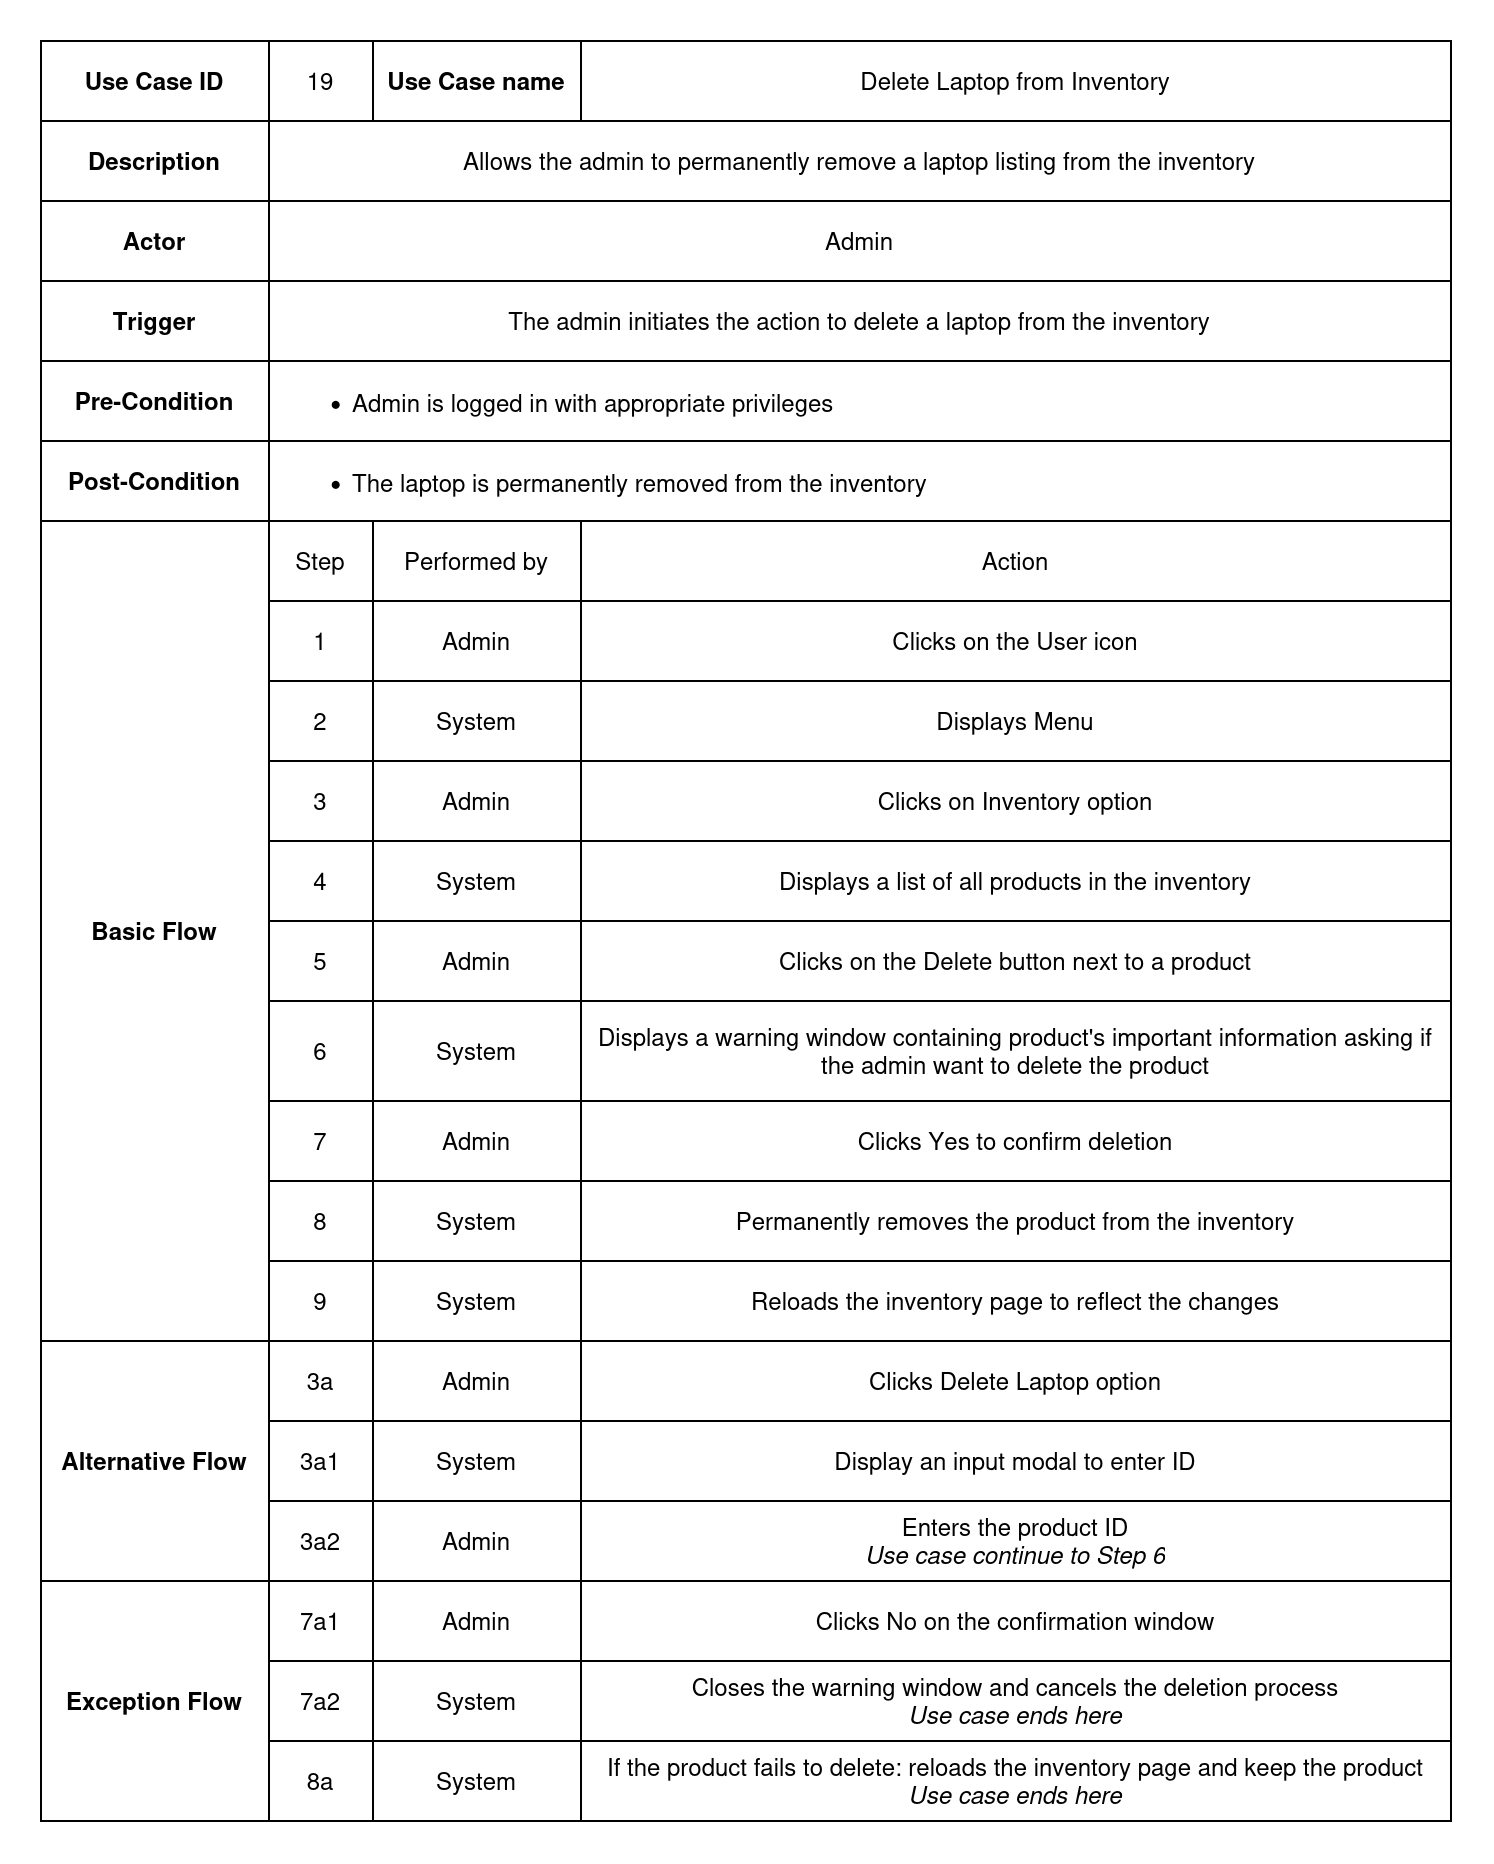 Use Case ID 19 Use Case name Delete Laptop from Inventory
Description Allows the admin to permanently remove a laptop listing from the inventory
Actor Admin
Trigger The admin initiates the action to delete a laptop from the inventory
Pre-Condition • Admin is logged in with appropriate privileges
Post-Condition • The laptop is permanently removed from the inventory
Basic Flow
Step Performed by Action
1 Admin Clicks on the User icon
2 System Displays Menu
3 Admin Clicks on Inventory option
4 System Displays a list of all products in the inventory
5 Admin Clicks on the Delete button next to a product
6 System Displays a warning window containing product's important information asking if
the admin want to delete the product
7 Admin Clicks Yes to confirm deletion
8 System Permanently removes the product from the inventory
9 System Reloads the inventory page to reflect the changes
Alternative Flow
3a Admin Clicks Delete Laptop option
3a1 System Display an input modal to enter ID
3a2 Admin Enters the product ID
Use case continue to Step 6
Exception Flow
7a1 Admin Clicks No on the confirmation window
7a2 System Closes the warning window and cancels the deletion process
Use case ends here
8a System If the product fails to delete: reloads the inventory page and keep the product
Use case ends here